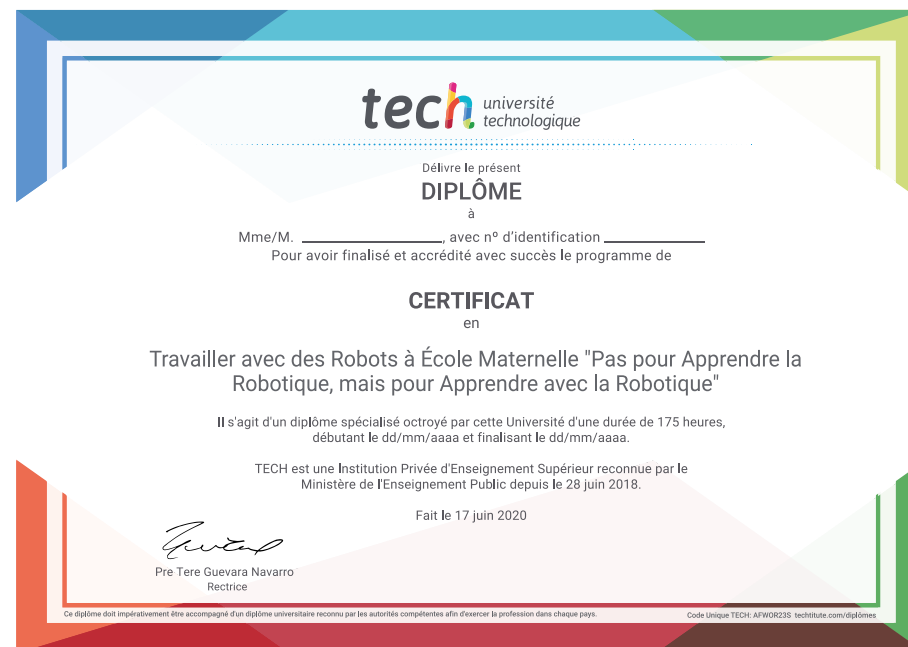 tech université
technologique
Délivre le présent
DIPLÔME
à
Mme/M. ____________________, avec nº d'identification ______________
Pour avoir finalisé et accrédité avec succès le programme de
CERTIFICAT
en
Travailler avec des Robots à École Maternelle "Pas pour Apprendre la
Robotique, mais pour Apprendre avec la Robotique"
Il s'agit d'un diplôme spécialisé octroyé par cette Université d'une durée de 175 heures,
débutant le dd/mm/aaaa et finalisant le dd/mm/aaaa.
TECH est une Institution Privée d'Enseignement Supérieur reconnue par le
Ministère de l'Enseignement Public depuis le 28 juin 2018.
Fait le 17 juin 2020
Pre Tere Guevara Navarro
Rectrice
Ce diplôme doit impérativement être accompagné d'un diplôme universitaire reconnu par les autorités compétentes afin d'exercer la profession dans chaque pays.
Code Unique TECH: AFWOR23S techtitute.com/diplômes